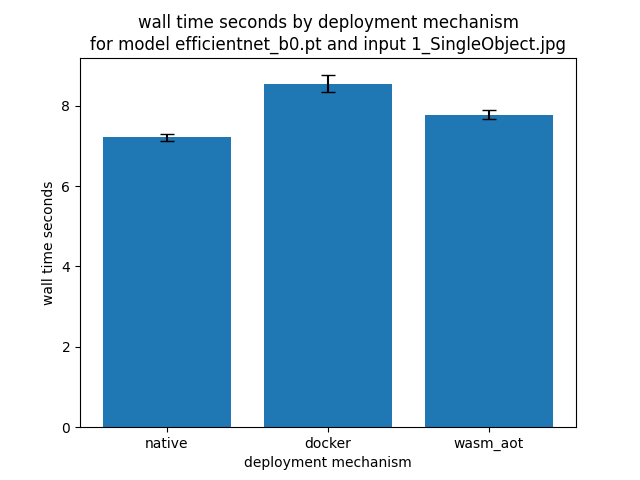 wall time seconds by deployment mechanism
for model efficientnet_b0.pt and input 1_SingleObject.jpg
wall time seconds
8
6
4
2
0
native
docker
wasm_aot
deployment mechanism